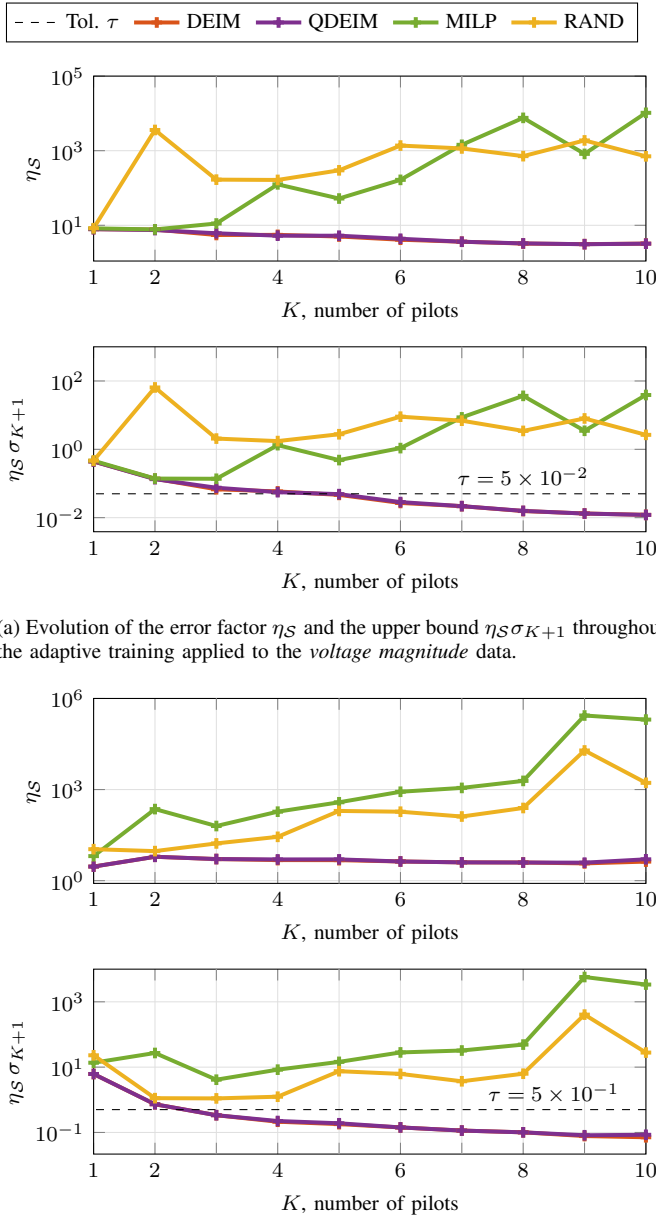 Tol. τ DEIM QDEIM MILP RAND
10^5
10^3
10^1
η_S
1 2 4 6 8 10
K, number of pilots
10^2
10^0
10^−2
η_S σ_{K+1}
τ = 5 × 10^−2
1 2 4 6 8 10
K, number of pilots
(a) Evolution of the error factor η_S and the upper bound η_S σ_{K+1} throughou
the adaptive training applied to the voltage magnitude data.
10^6
10^3
10^0
η_S
1 2 4 6 8 10
K, number of pilots
10^3
10^1
10^−1
η_S σ_{K+1}
τ = 5 × 10^−1
1 2 4 6 8 10
K, number of pilots